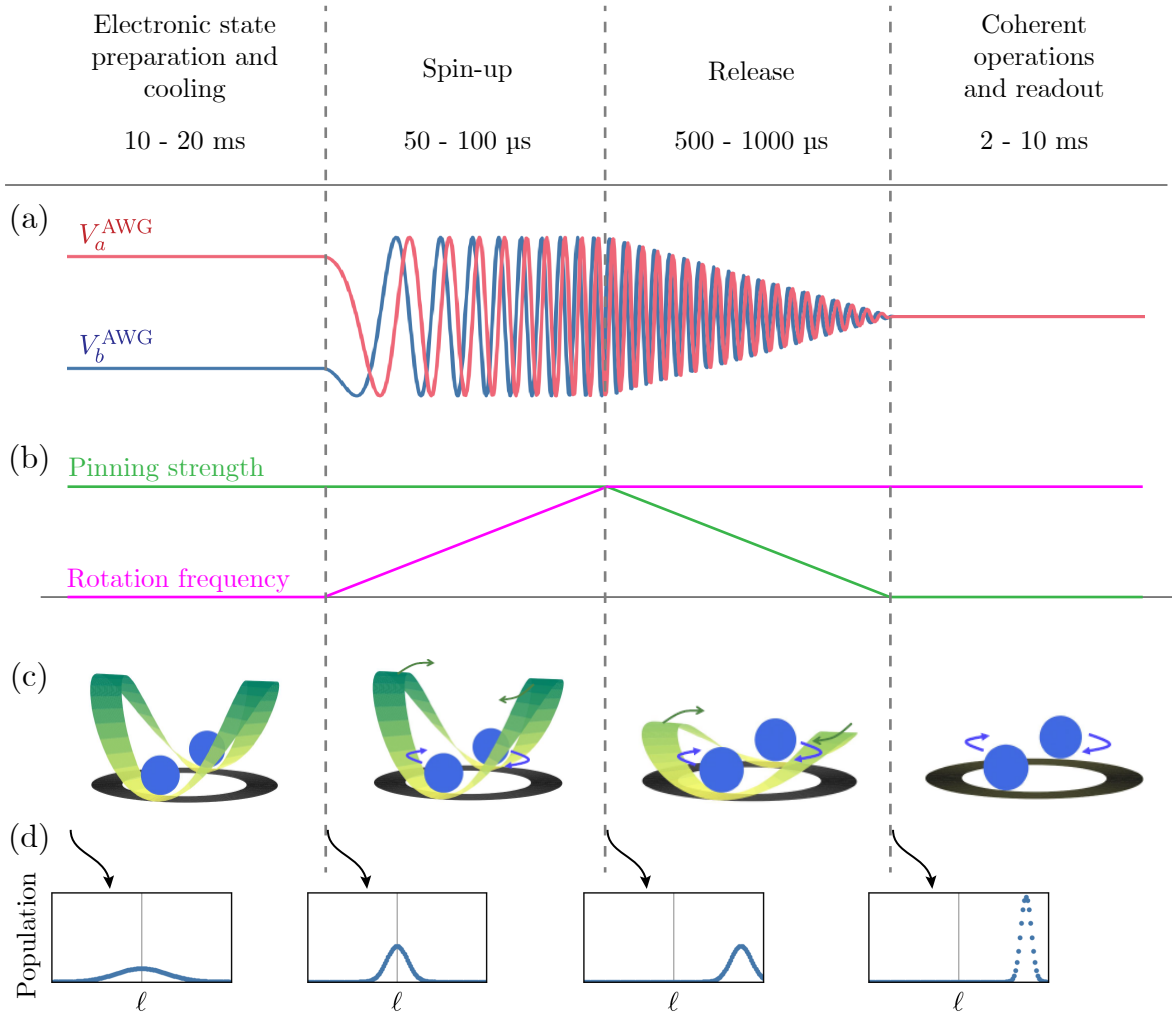 Electronic state
preparation and
cooling
10 - 20 ms
Spin-up
50 - 100 µs
Release
500 - 1000 µs
Coherent
operations
and readout
2 - 10 ms
(a)
V_a^AWG
V_b^AWG
(b)
Pinning strength
Rotation frequency
(c)
(d)
Population
ℓ
ℓ
ℓ
ℓ